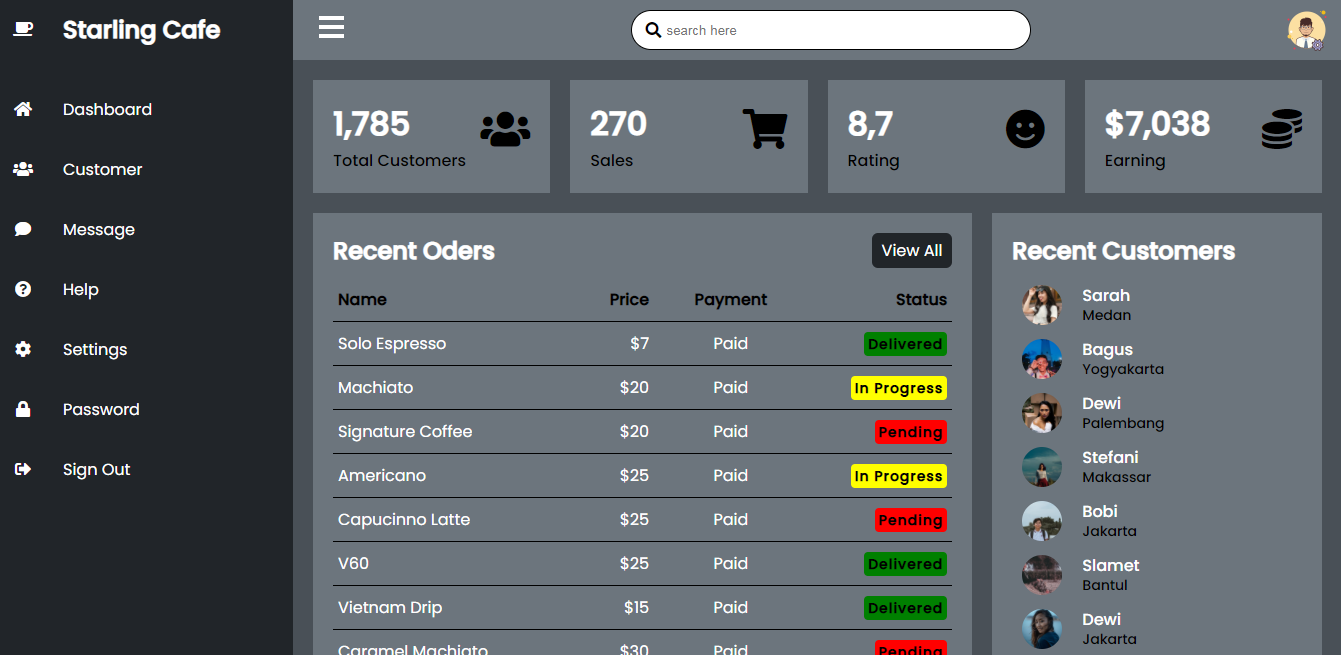 Starling Cafe
Dashboard
Customer
Message
Help
Settings
Password
Sign Out
search here
1,785
Total Customers
270
Sales
8,7
Rating
$7,038
Earning
Recent Oders
View All
Name Price Payment Status
Solo Espresso $7 Paid Delivered
Machiato $20 Paid In Progress
Signature Coffee $20 Paid Pending
Americano $25 Paid In Progress
Capucinno Latte $25 Paid Pending
V60 $25 Paid Delivered
Vietnam Drip $15 Paid Delivered
Caramel Machiato $30 Paid Pending
Recent Customers
Sarah
Medan
Bagus
Yogyakarta
Dewi
Palembang
Stefani
Makassar
Bobi
Jakarta
Slamet
Bantul
Dewi
Jakarta